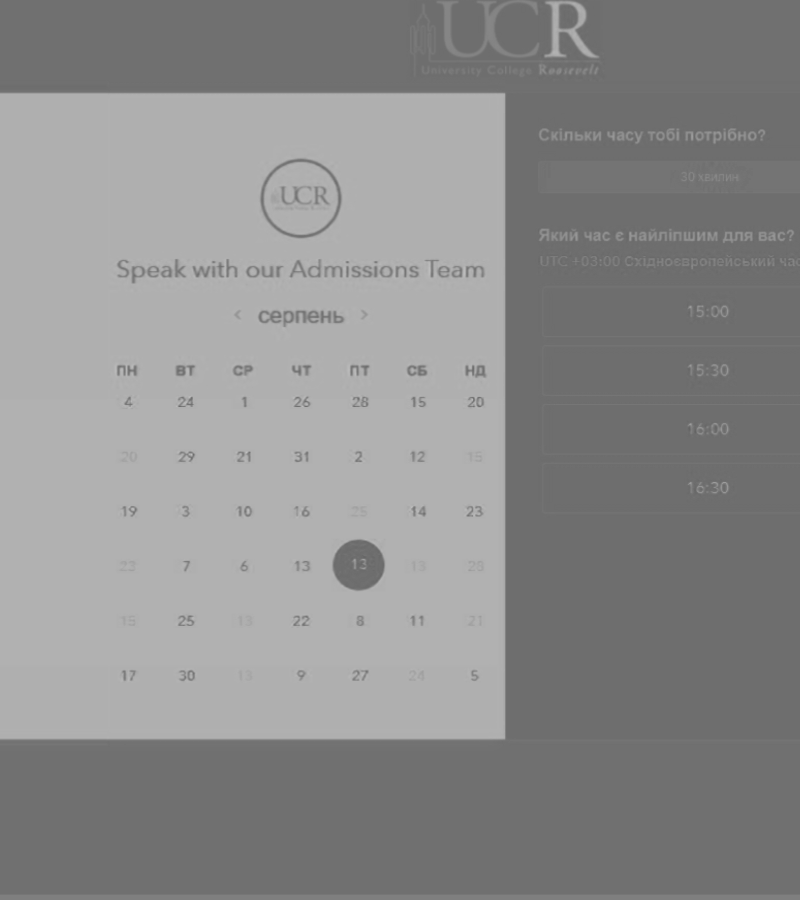 UCR
University College Roosevelt
UCR
Speak with our Admissions Team
‹ серпень ›
ПН ВТ СР ЧТ ПТ СБ НД
4 24 1 26 28 15 20
20 29 21 31 2 12 15
19 3 10 16 25 14 23
22 7 6 13 13 13 26
15 25 13 22 8 11 21
17 30 13 9 27 24 5
Скільки часу тобі потрібно?
30 хвилин
Який час є найліпшим для вас?
UTC +03:00 Східноєвропейський час
15:00
15:30
16:00
16:30